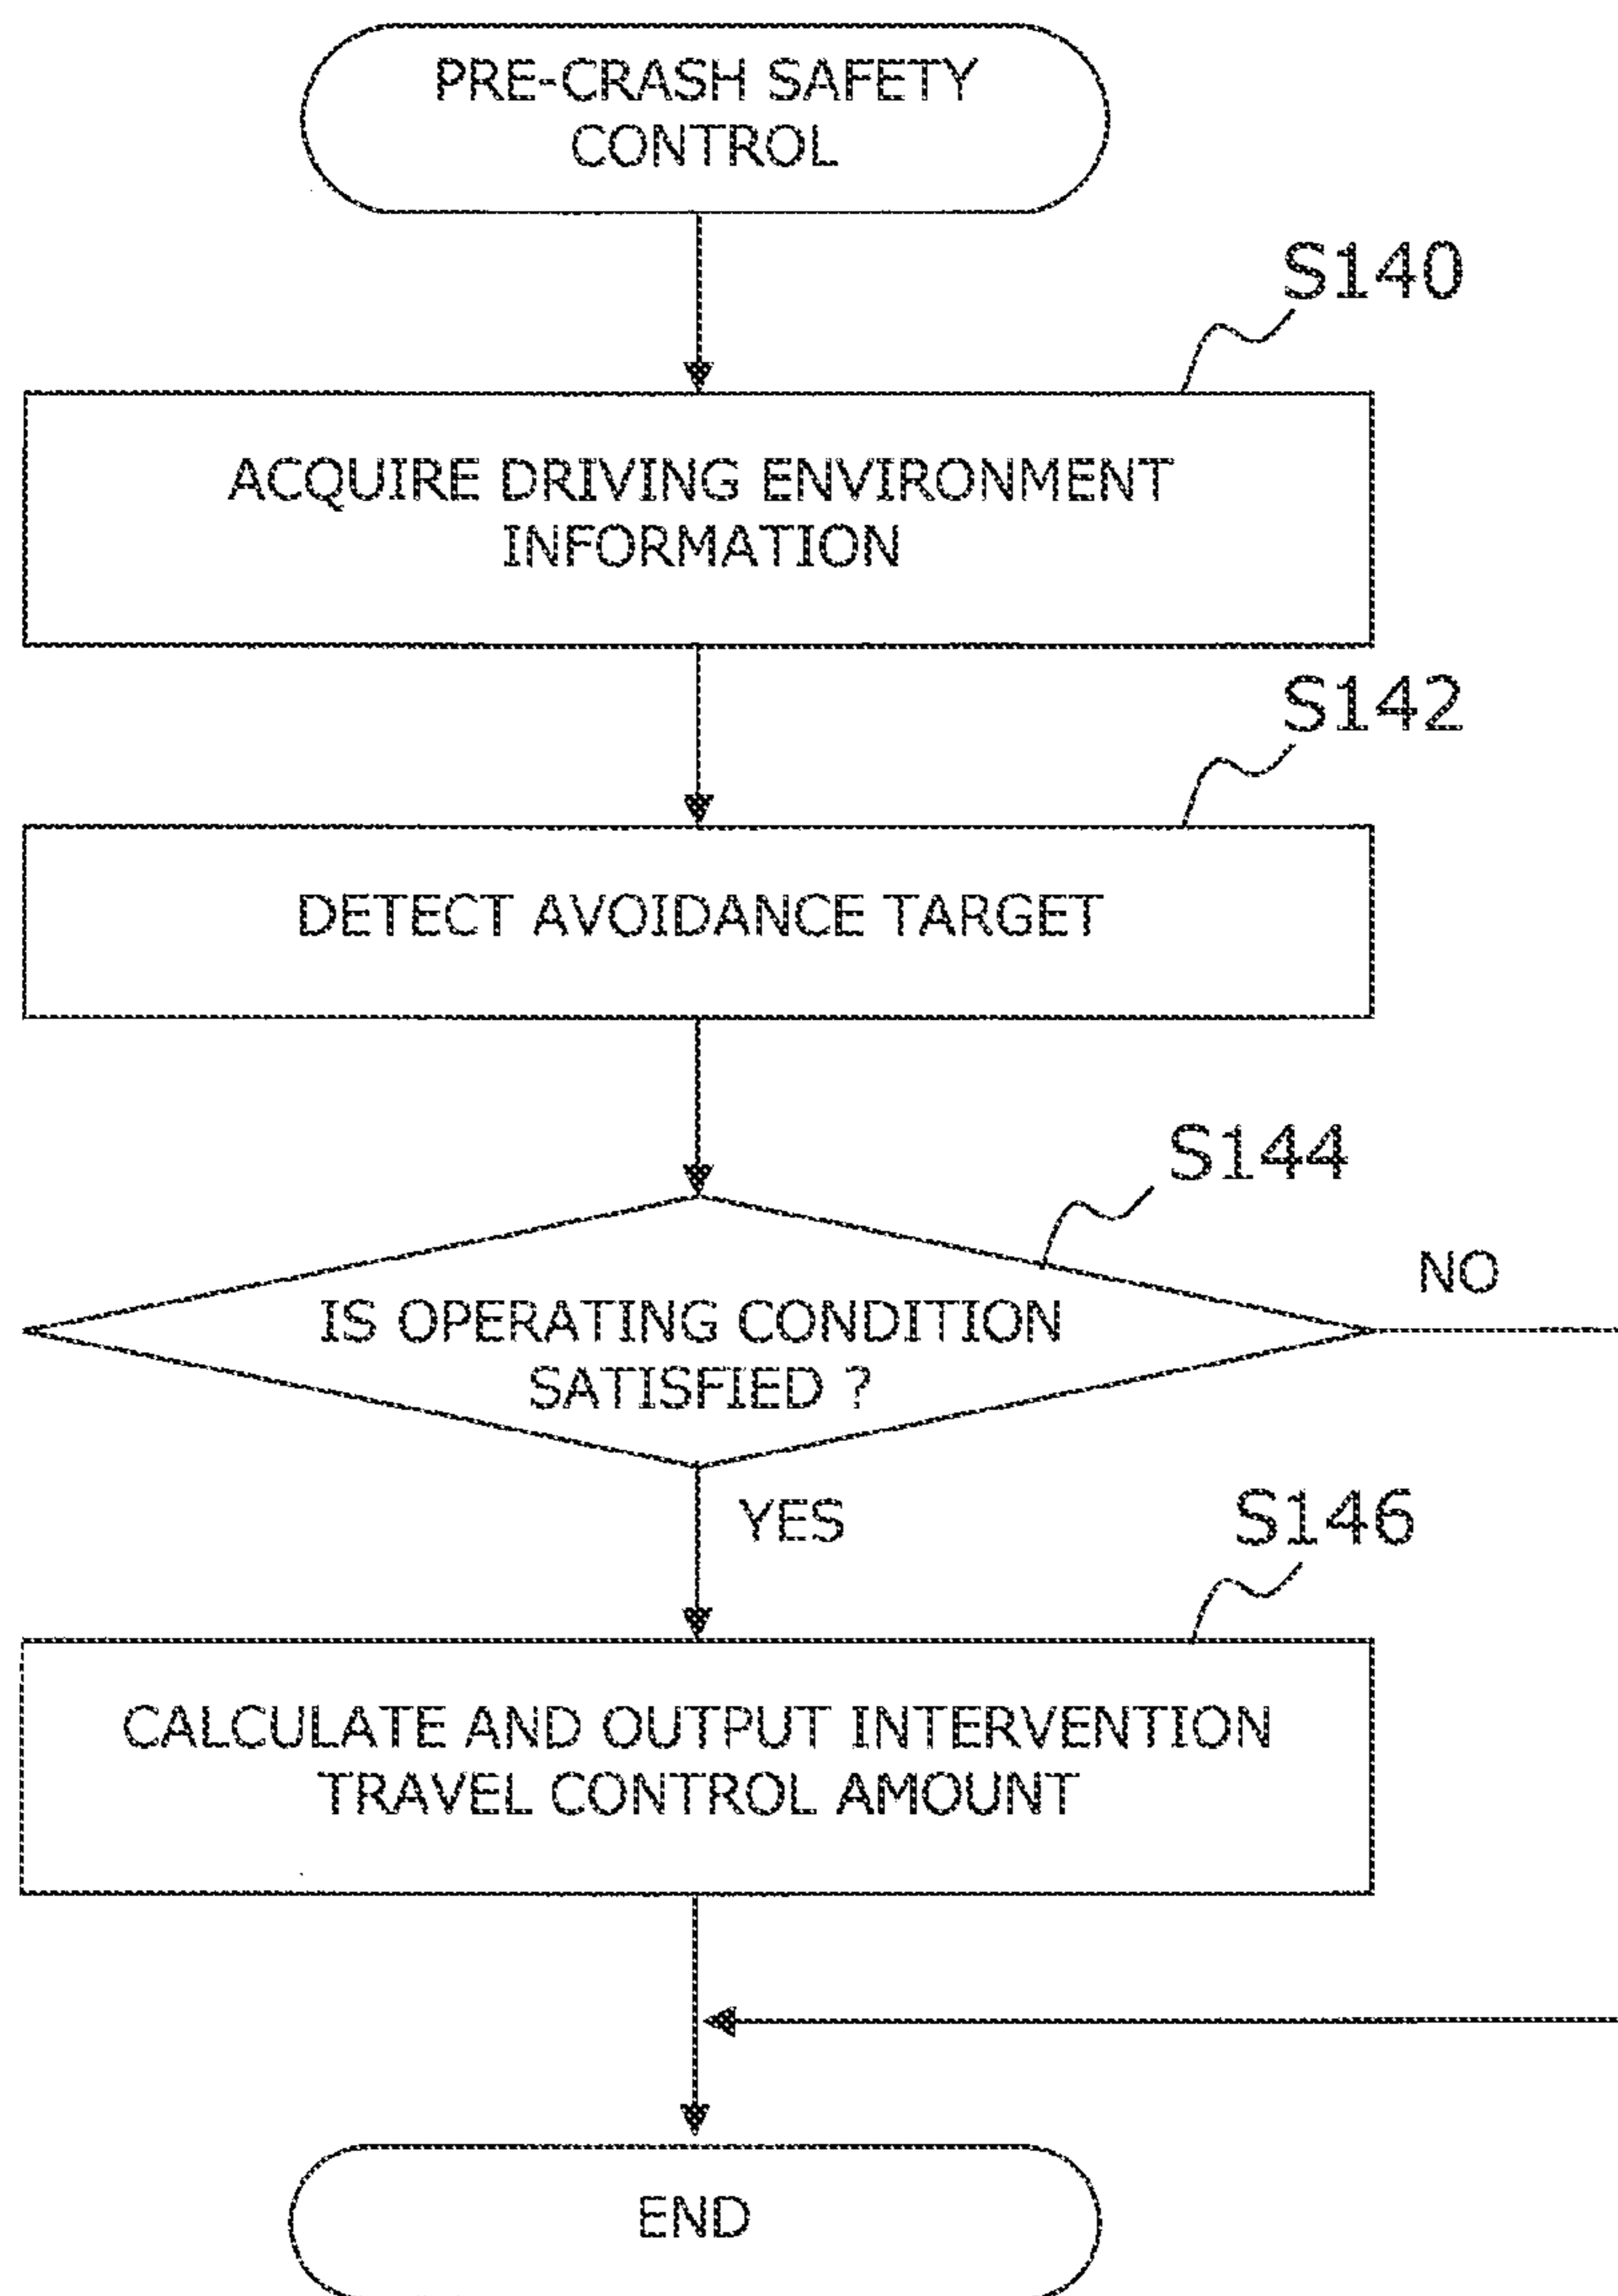 PRE-CRASH SAFETY
CONTROL
S140
ACQUIRE DRIVING ENVIRONMENT
INFORMATION
S142
DETECT AVOIDANCE TARGET
S144
NO
IS OPERATING CONDITION
SATISFIED ?
YES
S146
CALCULATE AND OUTPUT INTERVENTION
TRAVEL CONTROL AMOUNT
END